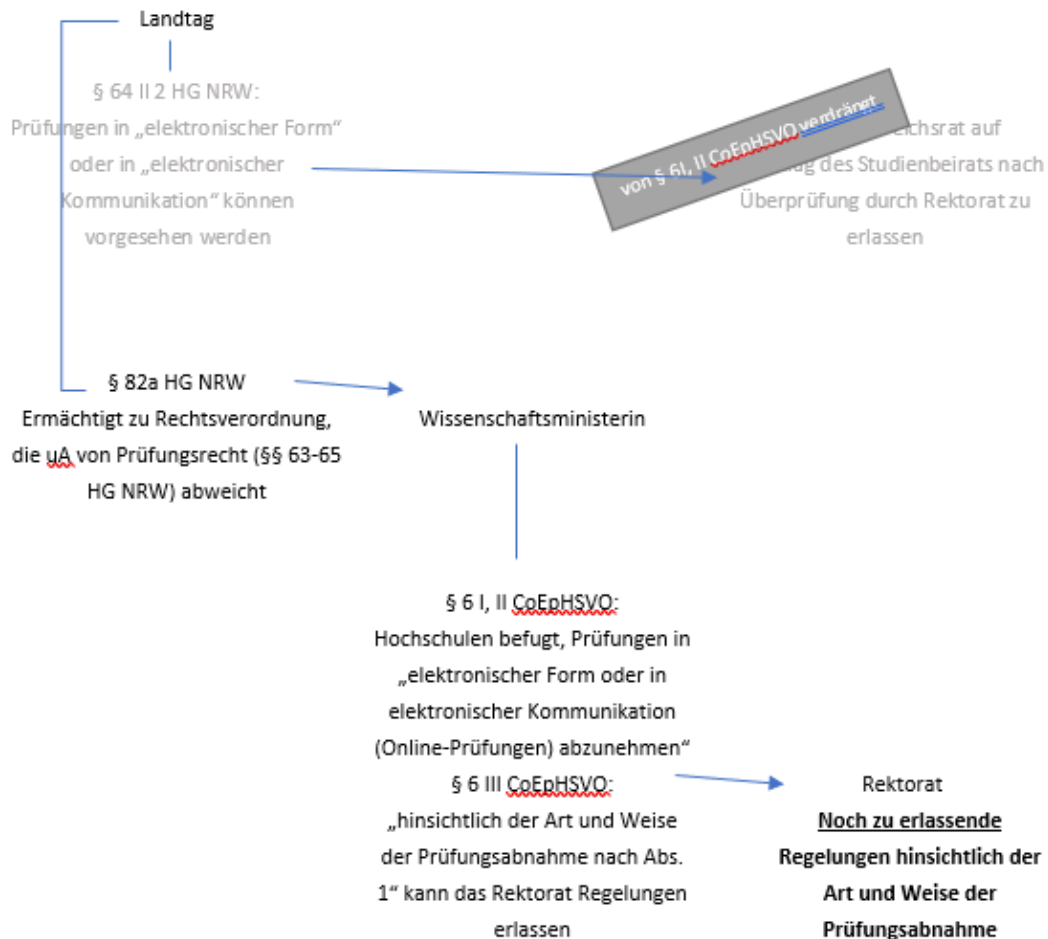 Landtag
§ 64 II 2 HG NRW:
Prüfungen in „elektronischer Form“
oder in „elektronischer
Kommunikation“ können
vorgesehen werden
von § 6I, II CoEpHSVO verdrängt
auf
des Studienbeirats nach
Überprüfung durch Rektorat zu
erlassen
§ 82a HG NRW
Ermächtigt zu Rechtsverordnung,
die uA von Prüfungsrecht (§§ 63-65
HG NRW) abweicht
Wissenschaftsministerin
§ 6 I, II CoEpHSVO:
Hochschulen befugt, Prüfungen in
„elektronischer Form oder in
elektronischer Kommunikation
(Online-Prüfungen) abzunehmen“
§ 6 III CoEpHSVO:
„hinsichtlich der Art und Weise
der Prüfungsabnahme nach Abs.
1“ kann das Rektorat Regelungen
erlassen
Rektorat
Noch zu erlassende
Regelungen hinsichtlich der
Art und Weise der
Prüfungsabnahme